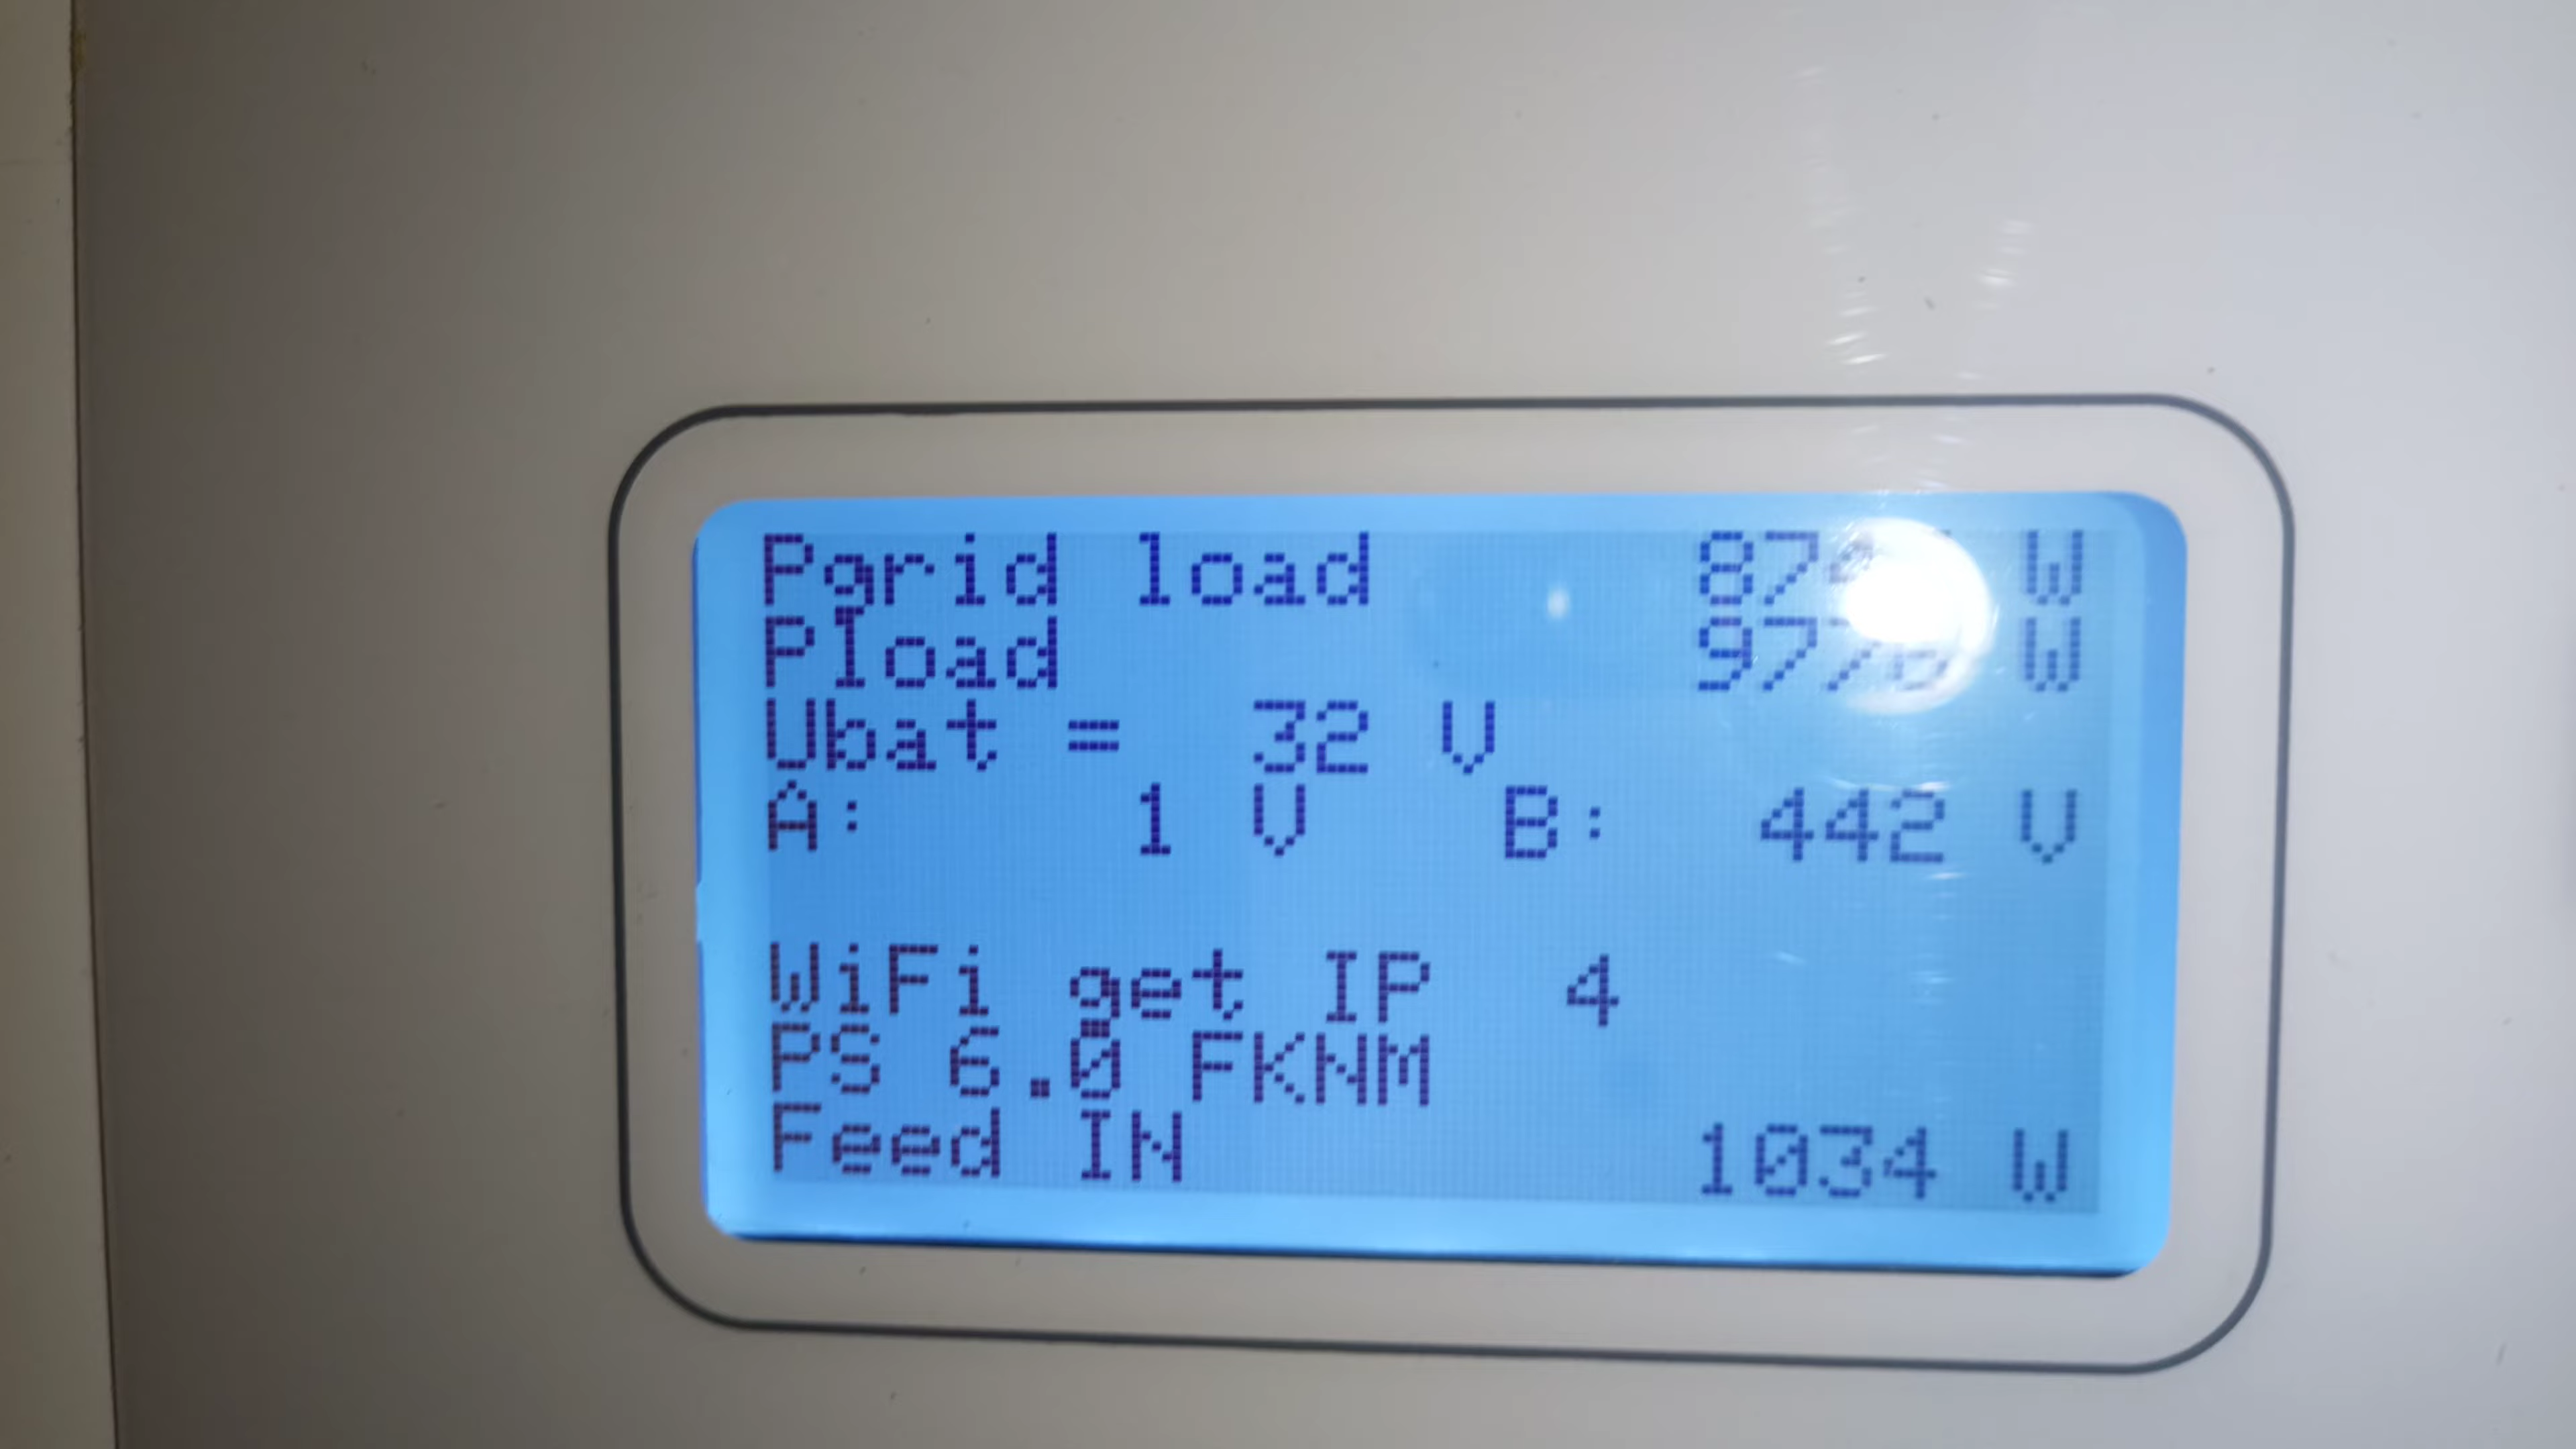 Pgrid load W
Pload W
Ubat = 32 V
A: 1 V B: 442 V
WiFi get IP 4
PS 6.0 FKNM
Feed IN 1034 W